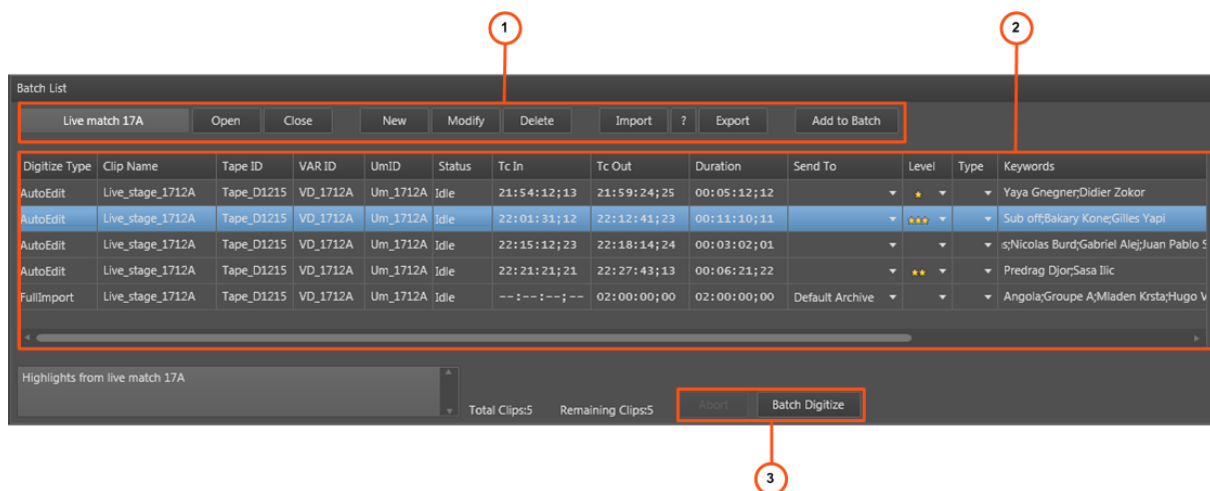 1 2
Batch List
Live match 17A Open Close New Modify Delete Import ? Export Add to Batch
Digitize Type Clip Name Tape ID VAR ID UmID Status Tc In Tc Out Duration Send To Level Type Keywords
AutoEdit Live_stage_1712A Tape_D1215 VD_1712A Um_1712A Idle 21:54:12;13 21:59:24;25 00:05:12;12 Yaya Gnegner;Didier Zokor
AutoEdit Live_stage_1712A Tape_D1215 VD_1712A Um_1712A Idle 22:01:31;12 22:12:41;23 00:11:10;11 Sub off;Bakary Kone;Gilles Yapi
AutoEdit Live_stage_1712A Tape_D1215 VD_1712A Um_1712A Idle 22:15:12;23 22:18:14;24 00:03:02;01 s;Nicolas Burd;Gabriel Alej;Juan Pablo S
AutoEdit Live_stage_1712A Tape_D1215 VD_1712A Um_1712A Idle 22:21:21;21 22:27:43;13 00:06:21;22 Predrag Djor;Sasa Ilic
FullImport Live_stage_1712A Tape_D1215 VD_1712A Um_1712A Idle --:--:--;-- 02:00:00;00 02:00:00;00 Default Archive Angola;Groupe A;Mladen Krsta;Hugo V
Highlights from live match 17A
Total Clips:5 Remaining Clips:5 Abort Batch Digitize
3